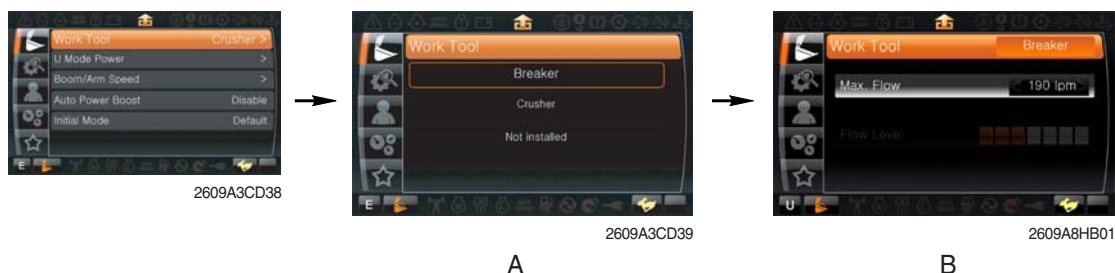 Work Tool Crusher >
U Mode Power >
Boom/Arm Speed >
Auto Power Boost Disable
Initial Mode Default
E
2609A3CD38
Work Tool
Breaker
Crusher
Not installed
E
2609A3CD39
A
Work Tool Breaker
Max. Flow < 190 lpm
Flow Level
U
2609A8HB01
B